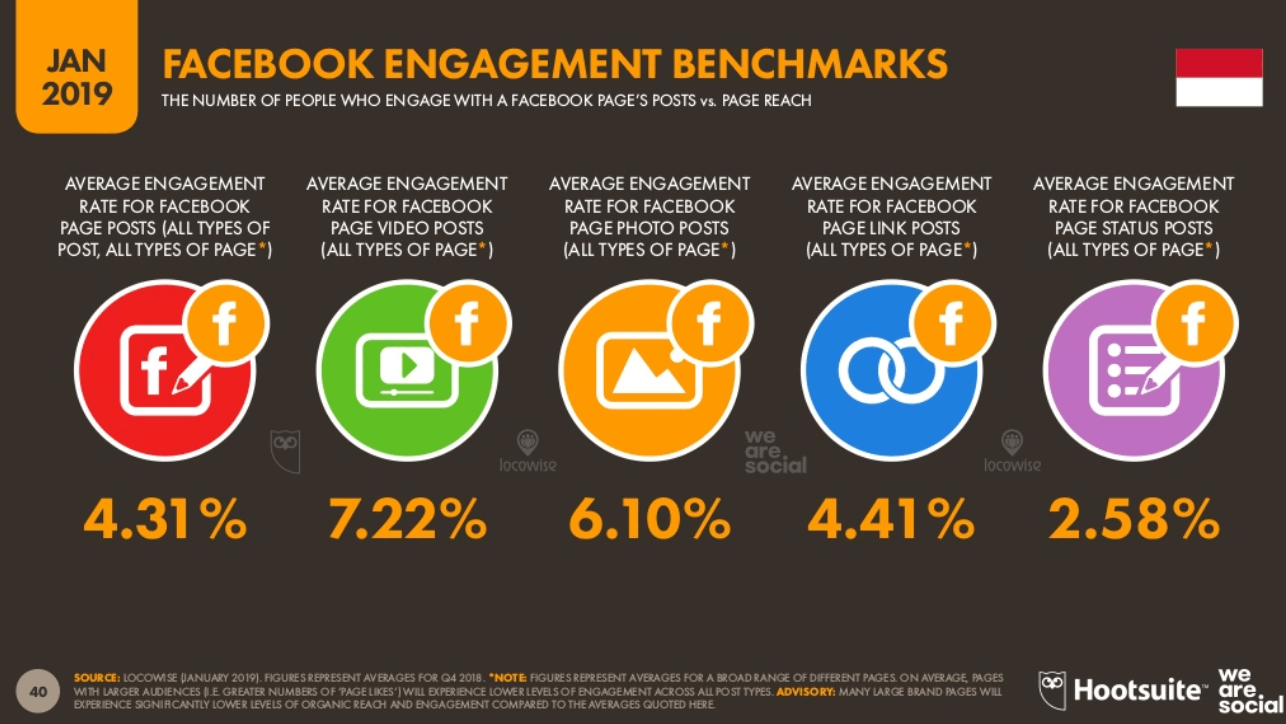 JAN
2019
FACEBOOK ENGAGEMENT BENCHMARKS
THE NUMBER OF PEOPLE WHO ENGAGE WITH A FACEBOOK PAGE'S POSTS vs. PAGE REACH
AVERAGE ENGAGEMENT
RATE FOR FACEBOOK
PAGE POSTS (ALL TYPES OF
POST, ALL TYPES OF PAGE*)
AVERAGE ENGAGEMENT
RATE FOR FACEBOOK
PAGE VIDEO POSTS
(ALL TYPES OF PAGE*)
AVERAGE ENGAGEMENT
RATE FOR FACEBOOK
PAGE PHOTO POSTS
(ALL TYPES OF PAGE*)
AVERAGE ENGAGEMENT
RATE FOR FACEBOOK
PAGE LINK POSTS
(ALL TYPES OF PAGE*)
AVERAGE ENGAGEMENT
RATE FOR FACEBOOK
PAGE STATUS POSTS
(ALL TYPES OF PAGE*)
f
f
f
f
f
f
locowise
we
are
social
locowise
4.31%
7.22%
6.10%
4.41%
2.58%
40
SOURCE: LOCOWISE (JANUARY 2019). FIGURES REPRESENT AVERAGES FOR Q4 2018. *NOTE: FIGURES REPRESENT AVERAGES FOR A BROAD RANGE OF DIFFERENT PAGES. ON AVERAGE, PAGES
WITH LARGER AUDIENCES (I.E. GREATER NUMBERS OF 'PAGE LIKES') WILL EXPERIENCE LOWER LEVELS OF ENGAGEMENT ACROSS ALL POST TYPES. ADVISORY: MANY LARGE BRAND PAGES WILL
EXPERIENCE SIGNIFICANTLY LOWER LEVELS OF ORGANIC REACH AND ENGAGEMENT COMPARED TO THE AVERAGES QUOTED HERE.
Hootsuite™
we
are
social